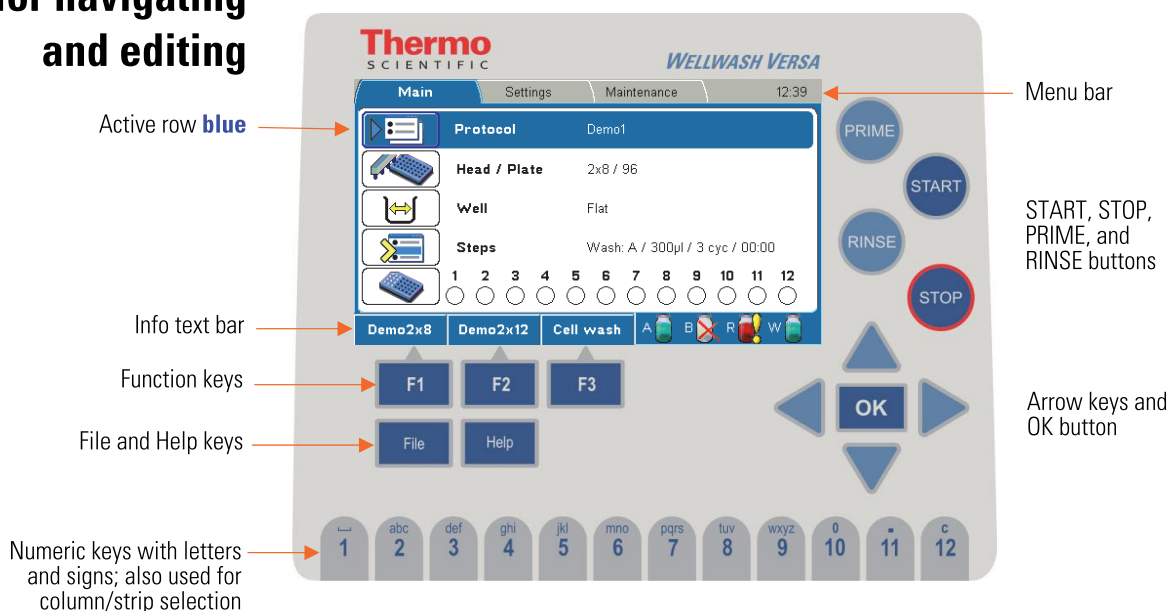 for navigating
and editing
Thermo
SCIENTIFIC
WELLWASH VERSA
Main
Settings
Maintenance
12:39
Menu bar
Active row blue
Protocol
Demo1
PRIME
Head / Plate
2x8 / 96
START
Well
Flat
START, STOP,
PRIME, and
RINSE buttons
RINSE
Steps
Wash: A / 300µl / 3 cyc / 00:00
1 2 3 4 5 6 7 8 9 10 11 12
STOP
Info text bar
Demo2x8
Demo2x12
Cell wash
A B R W
Function keys
F1
F2
F3
OK
Arrow keys and
OK button
File and Help keys
File
Help
abc def ghi jkl mno pqrs tuv wxyz 0 - c
1 2 3 4 5 6 7 8 9 10 11 12
Numeric keys with letters
and signs; also used for
column/strip selection